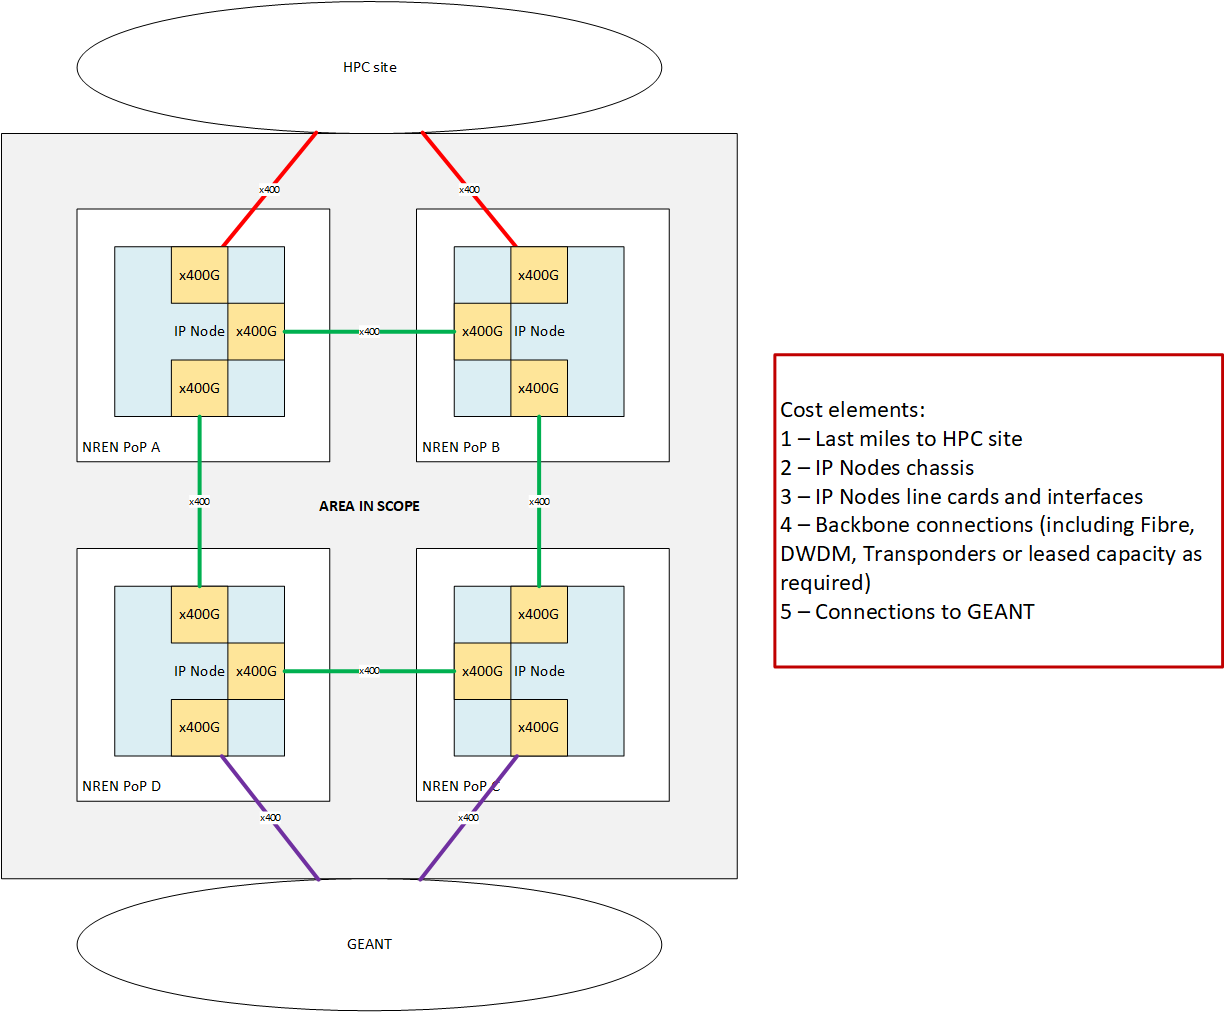 HPC site
x400
x400
x400G
x400G
IP Node
x400G
x400
x400G
IP Node
x400G
x400G
NREN PoP A
NREN PoP B
x400
x400
AREA IN SCOPE
x400G
x400G
IP Node
x400G
x400
x400G
IP Node
x400G
x400G
NREN PoP D
NREN PoP C
x400
x400
GEANT
Cost elements:
1 – Last miles to HPC site
2 – IP Nodes chassis
3 – IP Nodes line cards and interfaces
4 – Backbone connections (including Fibre,
DWDM, Transponders or leased capacity as
required)
5 – Connections to GEANT